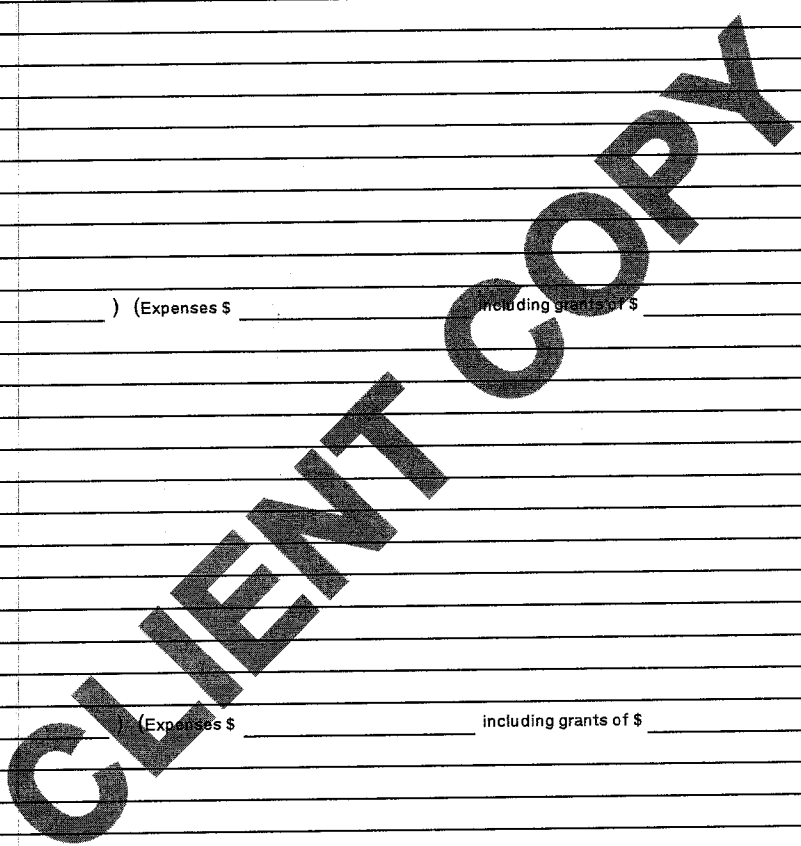 ) (Expenses $ including grants of $
) (Expenses $ including grants of $
CLIENT COPY